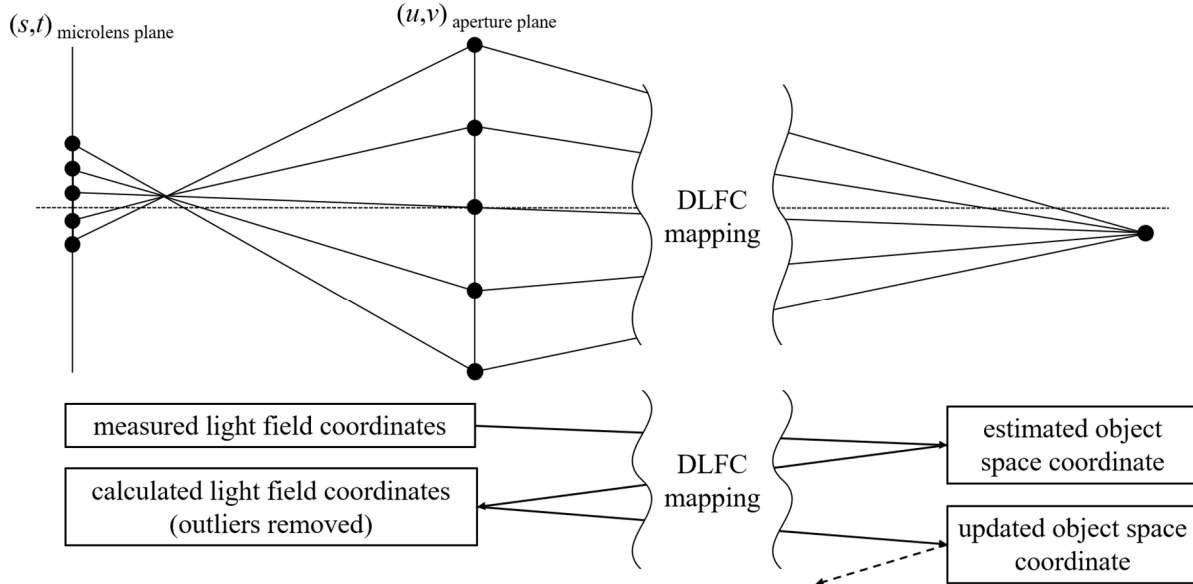 (s,t) microlens plane
(u,v) aperture plane
DLFC
mapping
measured light field coordinates
calculated light field coordinates
(outliers removed)
DLFC
mapping
estimated object
space coordinate
updated object space
coordinate